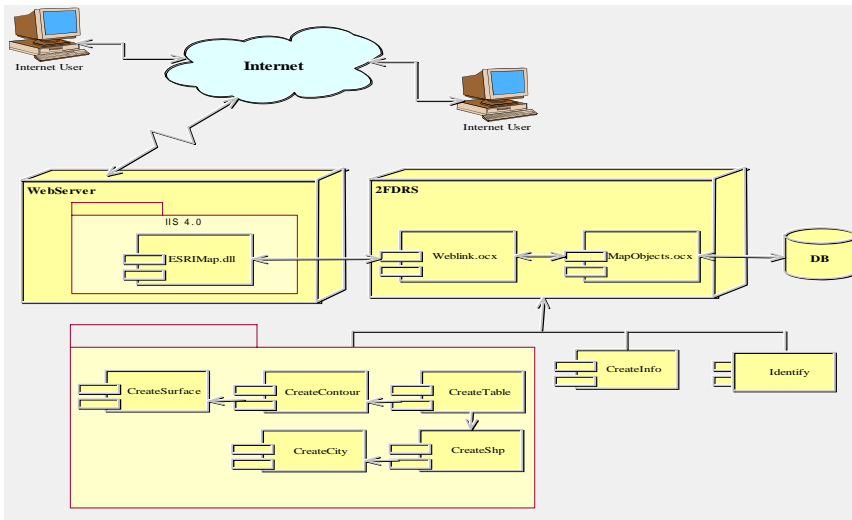 Internet User
Internet
Internet User
WebServer
2FDRS
IIS 4.0
ESRIMap.dll
Weblink.ocx
MapObjects.ocx
DB
CreateInfo
Identify
CreateSurface
CreateContour
CreateTable
CreateCity
CreateShp